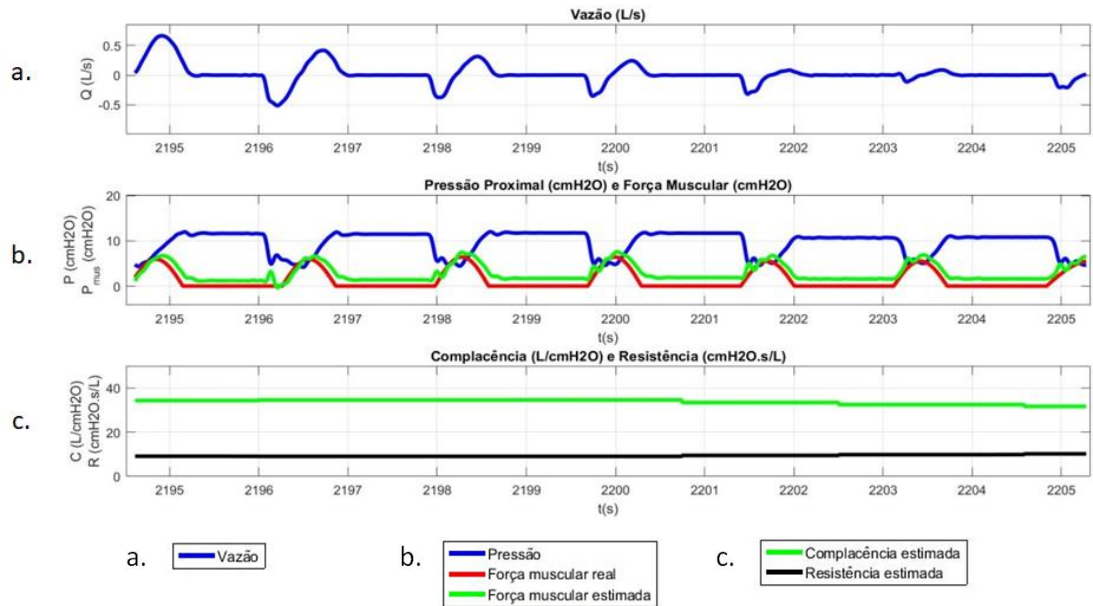 Vazão (L/s)
a.
Q (L/s)
0.5
0
-0.5
2195 2196 2197 2198 2199 2200 2201 2202 2203 2204 2205
t(s)
Pressão Proximal (cmH2O) e Força Muscular (cmH2O)
b.
P (cmH2O)
Pmus (cmH2O)
20
10
0
2195 2196 2197 2198 2199 2200 2201 2202 2203 2204 2205
t(s)
Complacência (L/cmH2O) e Resistência (cmH2O.s/L)
c.
C (L/cmH2O)
R (cmH2O.s/L)
40
20
0
2195 2196 2197 2198 2199 2200 2201 2202 2203 2204 2205
t(s)
a. Vazão
b. Pressão
Força muscular real
Força muscular estimada
c. Complacência estimada
Resistência estimada